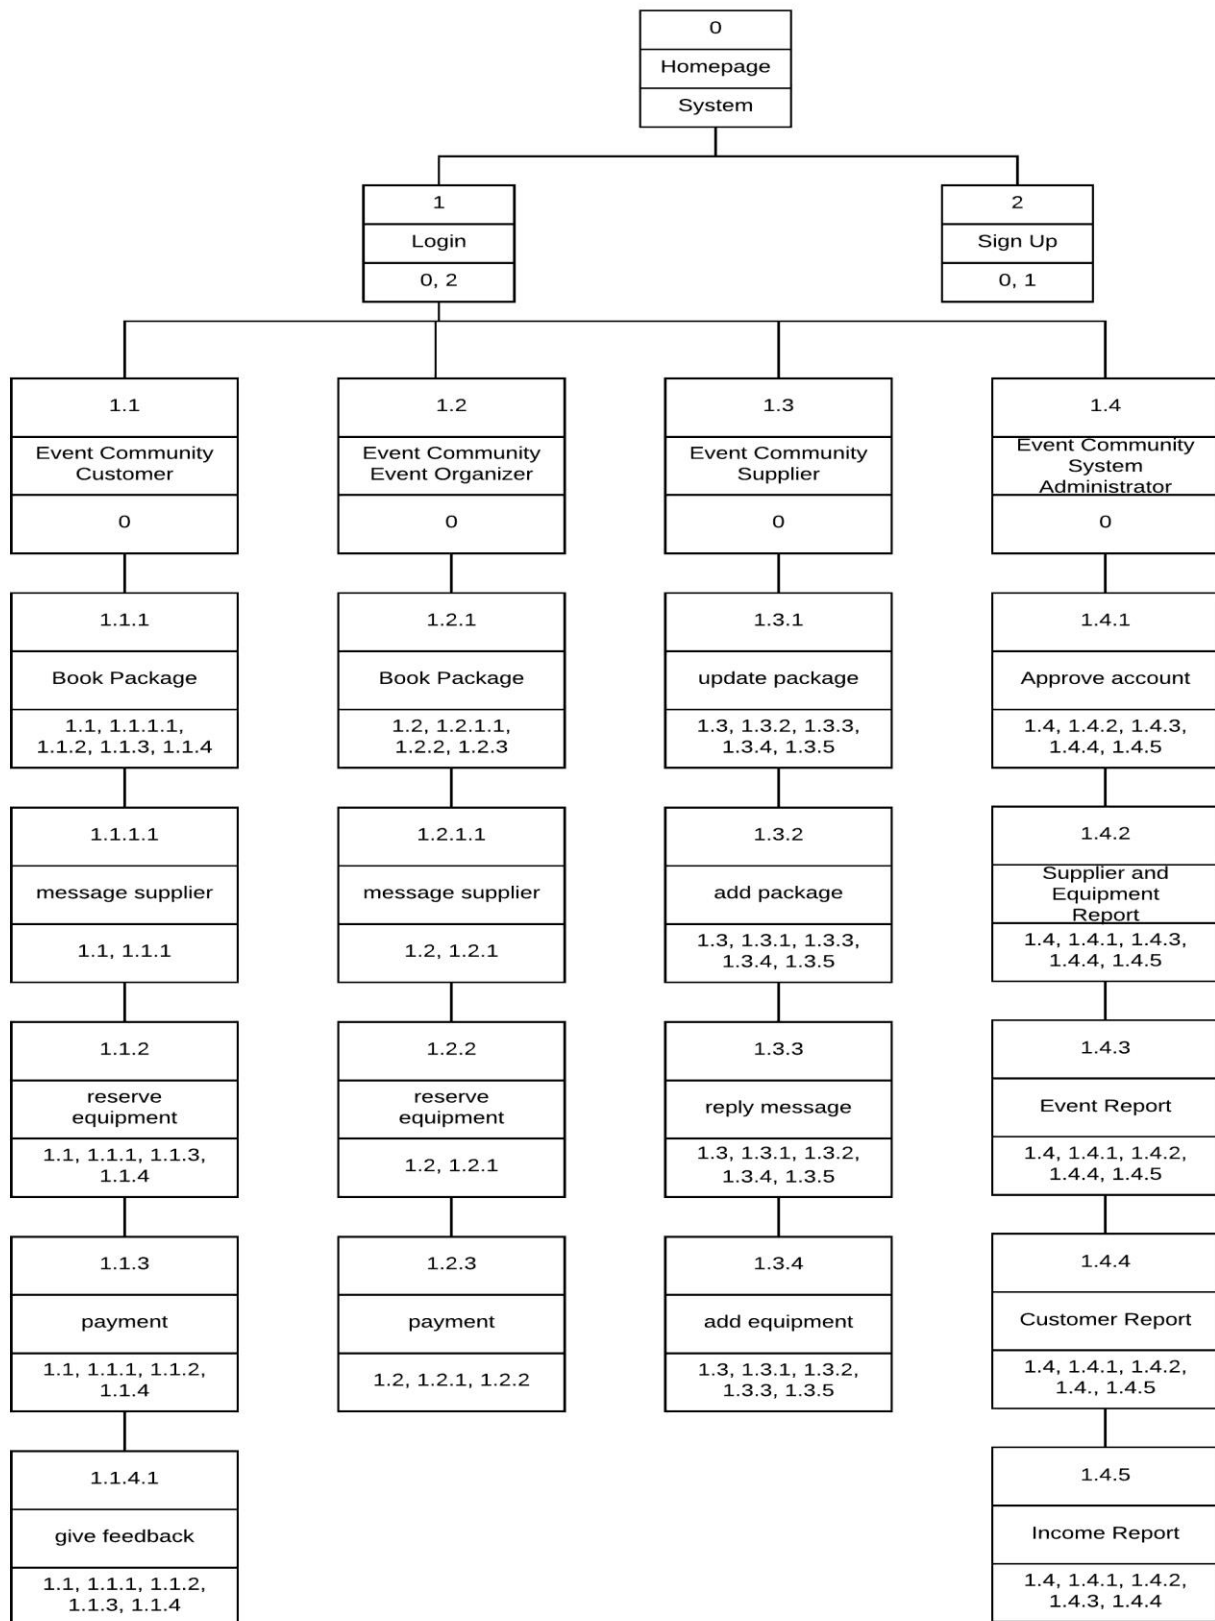 0
Homepage
System
1
Login
0, 2
2
Sign Up
0, 1
1.1
Event Community
Customer
0
1.1.1
Book Package
1.1, 1.1.1.1,
1.1.2, 1.1.3, 1.1.4
1.1.1.1
message supplier
1.1, 1.1.1
1.1.2
reserve
equipment
1.1, 1.1.1, 1.1.3,
1.1.4
1.1.3
payment
1.1, 1.1.1, 1.1.2,
1.1.4
1.1.4.1
give feedback
1.1, 1.1.1, 1.1.2,
1.1.3, 1.1.4
1.2
Event Community
Event Organizer
0
1.2.1
Book Package
1.2, 1.2.1.1,
1.2.2, 1.2.3
1.2.1.1
message supplier
1.2, 1.2.1
1.2.2
reserve
equipment
1.2, 1.2.1
1.2.3
payment
1.2, 1.2.1, 1.2.2
1.3
Event Community
Supplier
0
1.3.1
update package
1.3, 1.3.2, 1.3.3,
1.3.4, 1.3.5
1.3.2
add package
1.3, 1.3.1, 1.3.3,
1.3.4, 1.3.5
1.3.3
reply message
1.3, 1.3.1, 1.3.2,
1.3.4, 1.3.5
1.3.4
add equipment
1.3, 1.3.1, 1.3.2,
1.3.3, 1.3.5
1.4
Event Community
System
Administrator
0
1.4.1
Approve account
1.4, 1.4.2, 1.4.3,
1.4.4, 1.4.5
1.4.2
Supplier and
Equipment
Report
1.4, 1.4.1, 1.4.3,
1.4.4, 1.4.5
1.4.3
Event Report
1.4, 1.4.1, 1.4.2,
1.4.4, 1.4.5
1.4.4
Customer Report
1.4, 1.4.1, 1.4.2,
1.4., 1.4.5
1.4.5
Income Report
1.4, 1.4.1, 1.4.2,
1.4.3, 1.4.4